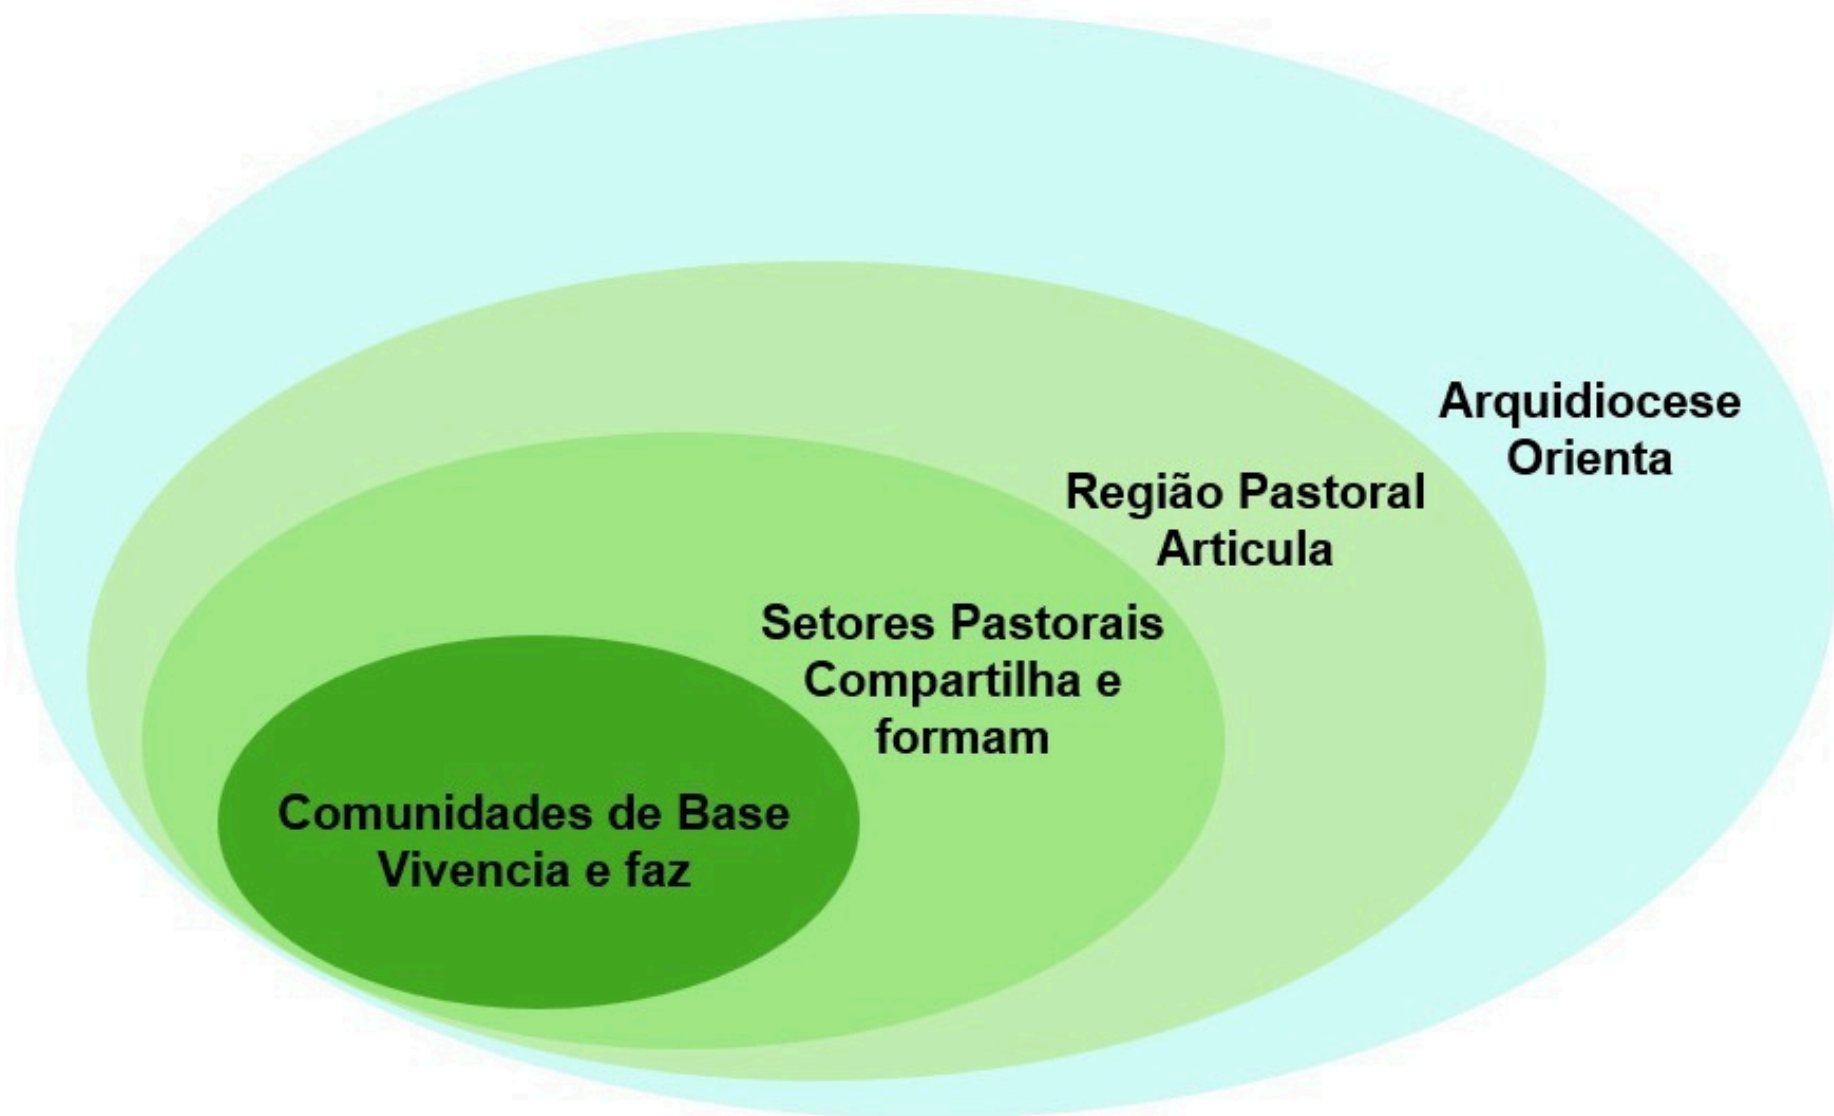 Arquidiocese
Orienta
Região Pastoral
Articula
Setores Pastorais
Compartilha e
formam
Comunidades de Base
Vivencia e faz